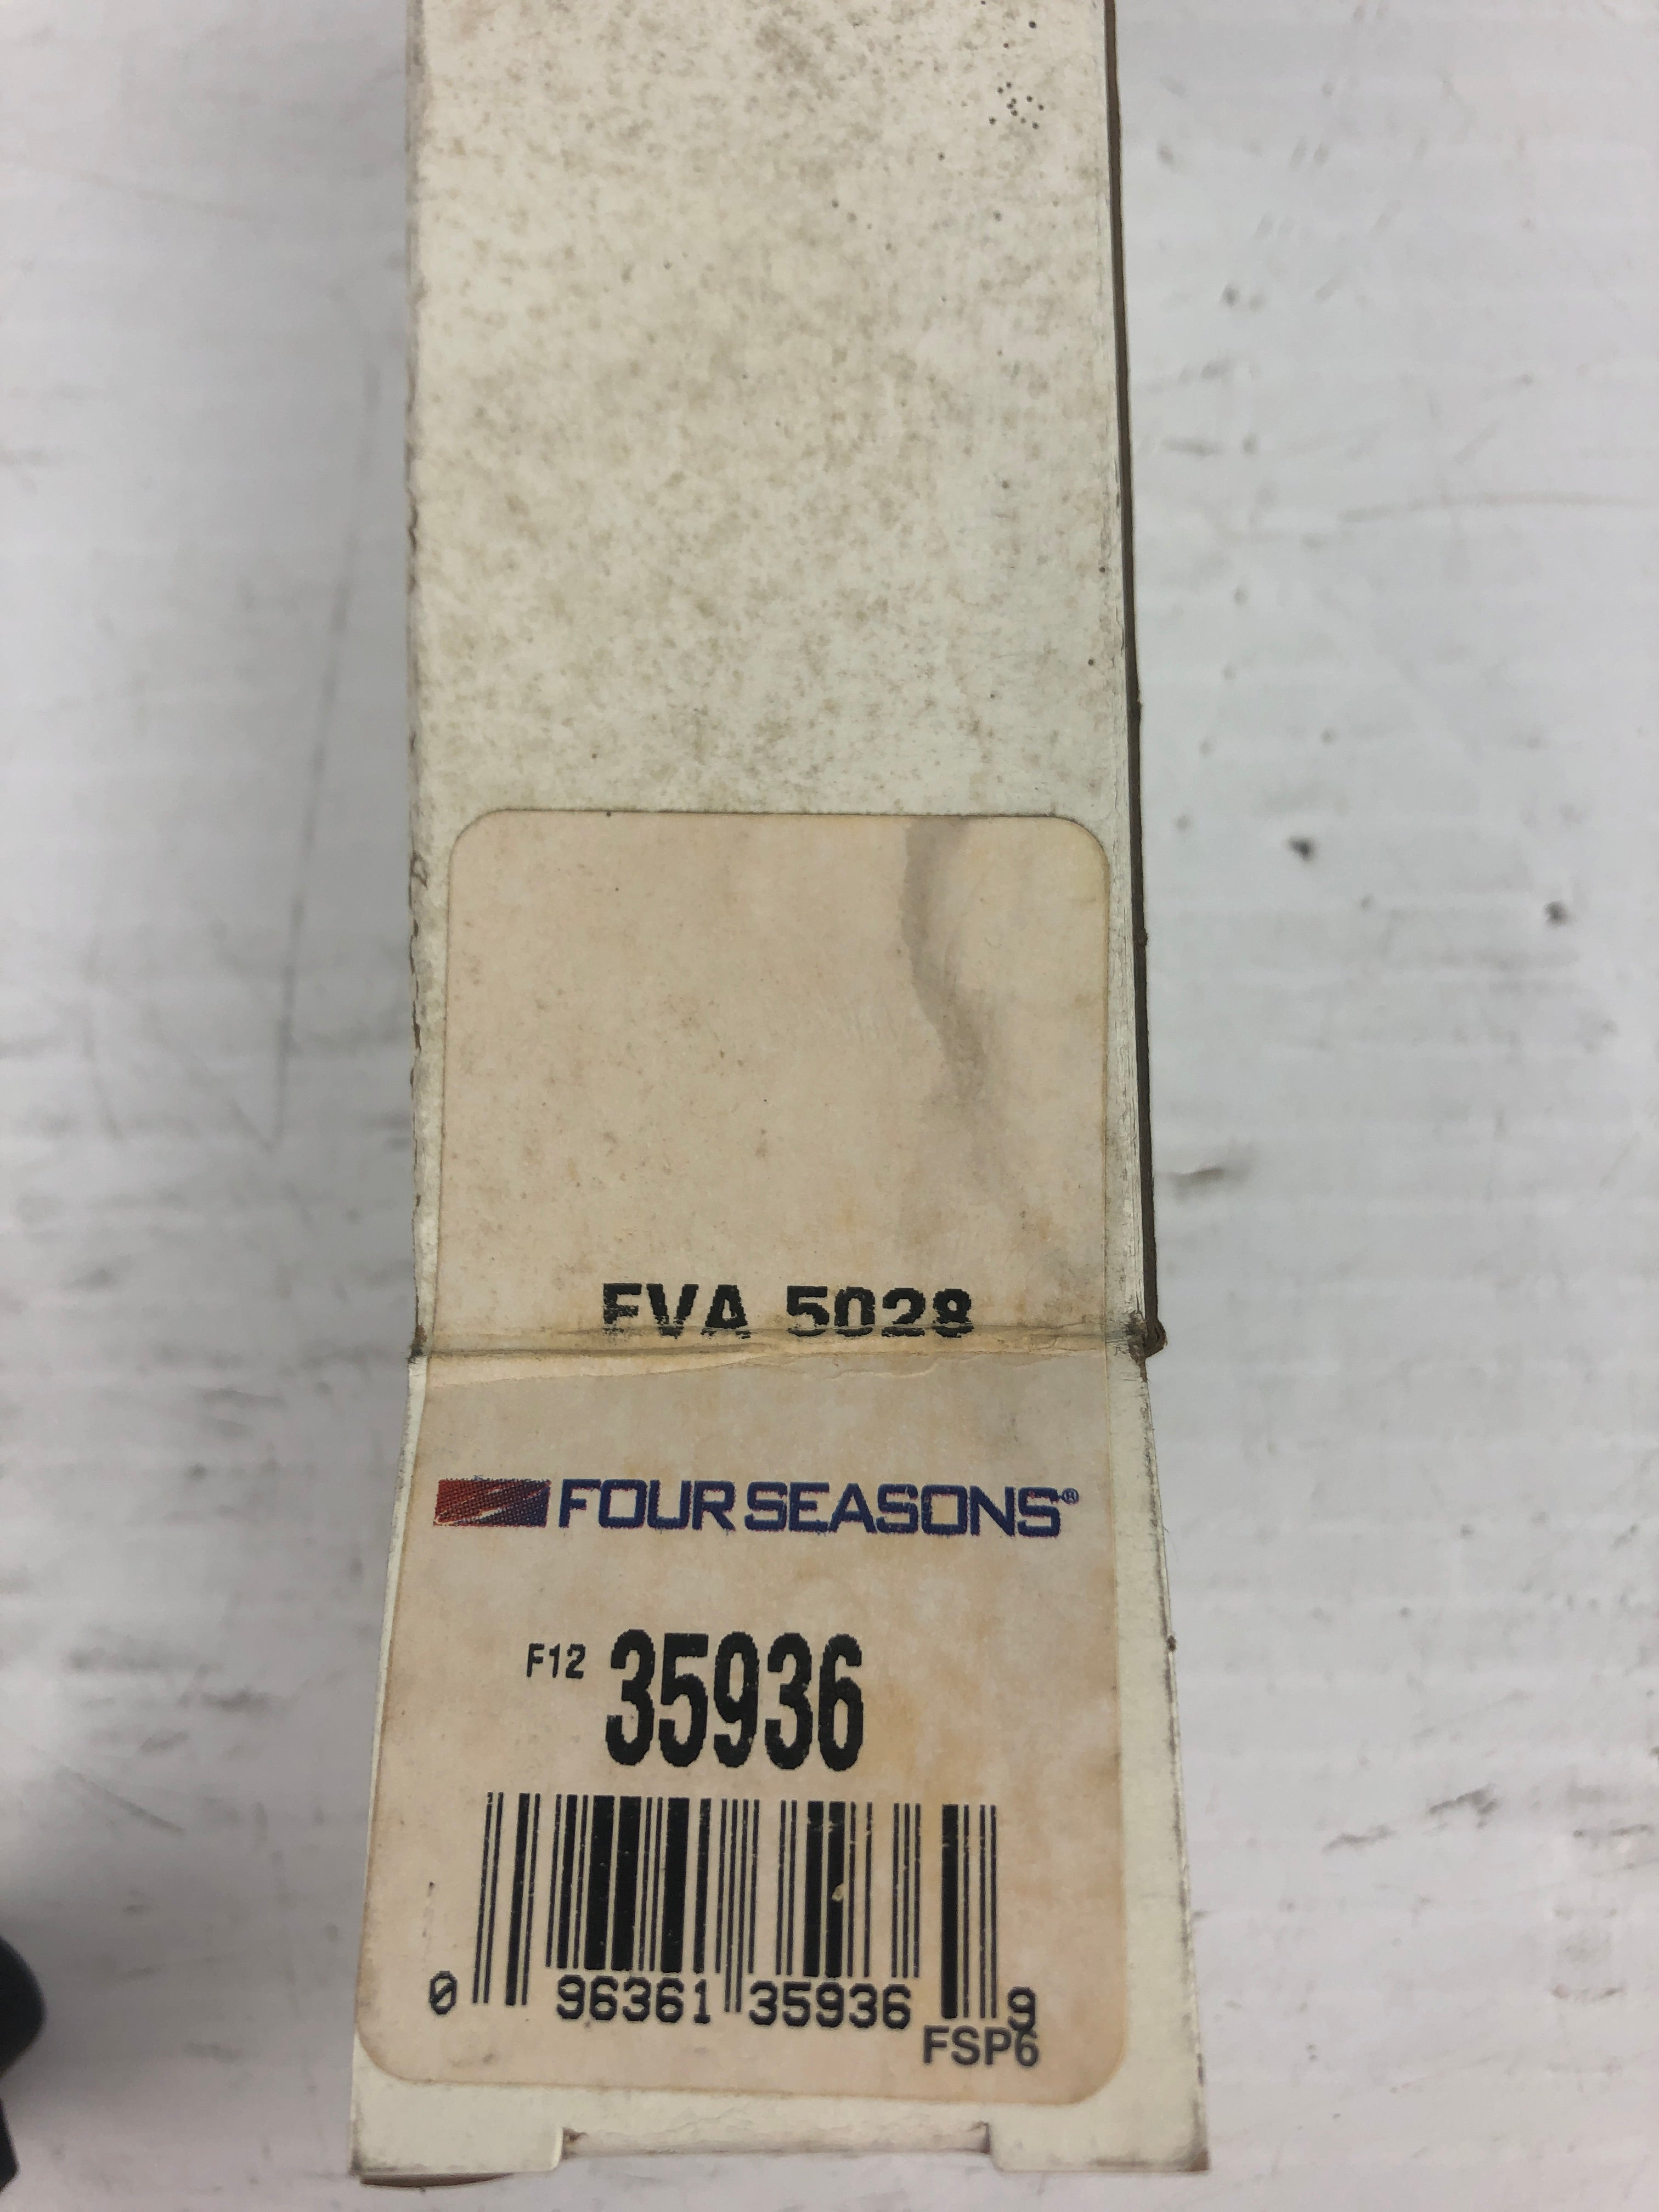 EVA 5028
FOUR SEASONS®
F12 35936
0 96361 35936 9
FSP6